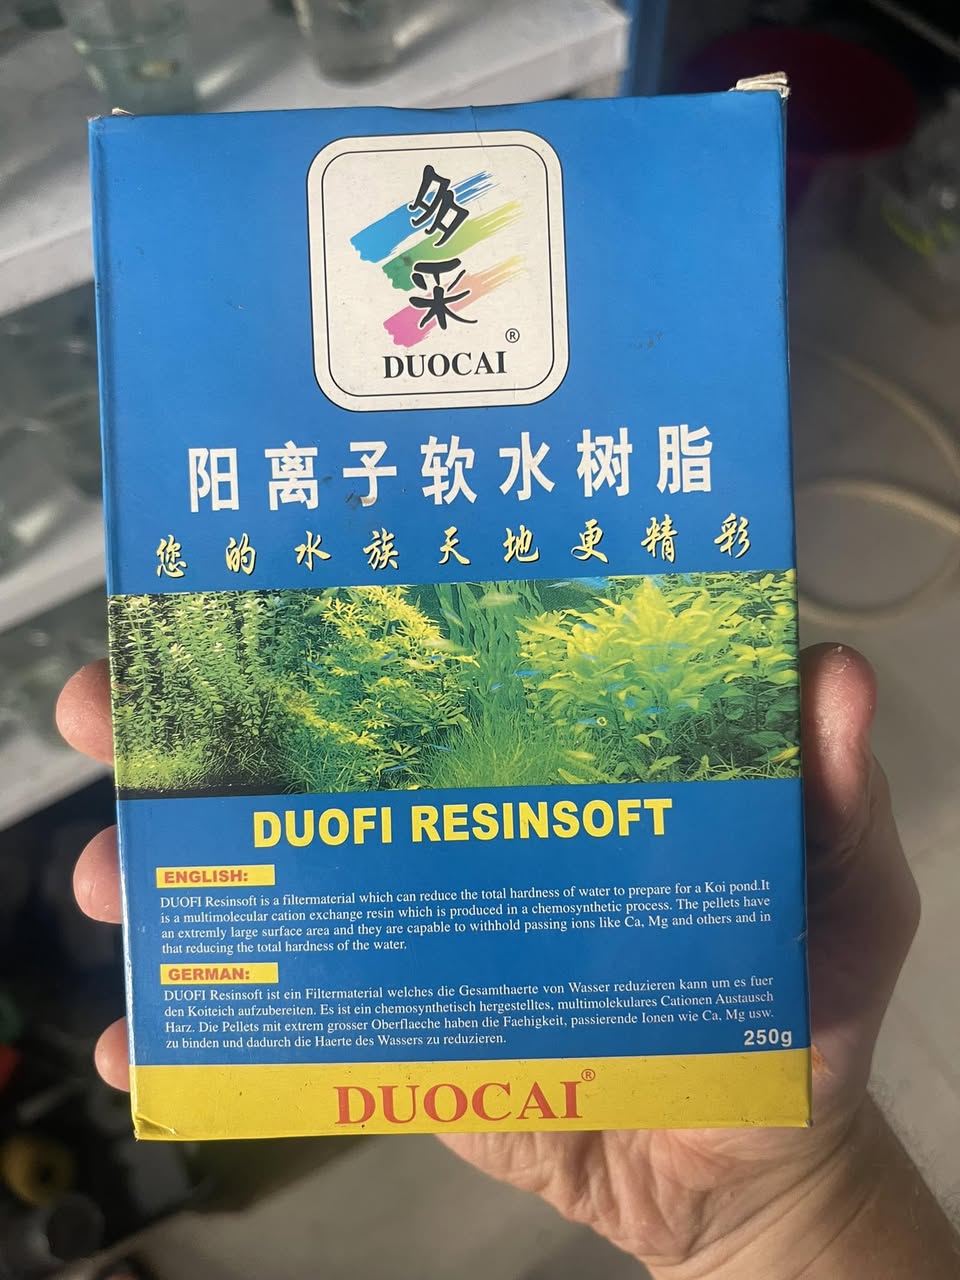 多
采
®
DUOCAI
阳离子软水树脂
您的水族天地更精彩
DUOFI RESINSOFT
ENGLISH:
DUOFI Resinsoft is a filtermaterial which can reduce the total hardness of water to prepare for a Koi pond.It
is a multimolecular cation exchange resin which is produced in a chemosynthetic process. The pellets have
an extremly large surface area and they are capable to withhold passing ions like Ca, Mg and others and in
that reducing the total hardness of the water.
GERMAN:
DUOFI Resinsoft ist ein Filtermaterial welches die Gesamthaerte von Wasser reduzieren kann um es fuer
den Koiteich aufzubereiten. Es ist ein chemosynthetisch hergestelltes, multimolekulares Cationen Austausch
Harz. Die Pellets mit extrem grosser Oberflaeche haben die Faehigkeit, passierende Ionen wie Ca, Mg usw.
zu binden und dadurch die Haerte des Wassers zu reduzieren.
250g
DUOCAI®